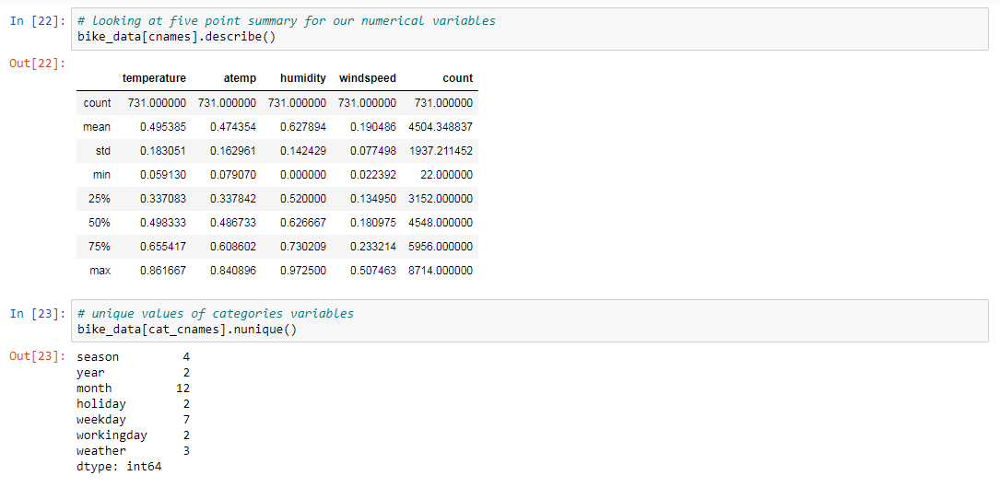 In [22]: # looking at five point summary for our numerical variables
bike_data[cnames].describe()
Out[22]:
temperature atemp humidity windspeed count
count 731.000000 731.000000 731.000000 731.000000 731.000000
mean 0.495385 0.474354 0.627894 0.190486 4504.348837
std 0.183051 0.162961 0.142429 0.077498 1937.211452
min 0.059130 0.079070 0.000000 0.022392 22.000000
25% 0.337083 0.337842 0.520000 0.134950 3152.000000
50% 0.498333 0.486733 0.626667 0.180975 4548.000000
75% 0.655417 0.608602 0.730209 0.233214 5956.000000
max 0.861667 0.840896 0.972500 0.507463 8714.000000
In [23]: # unique values of categories variables
bike_data[cat_cnames].nunique()
Out[23]: season 4
year 2
month 12
holiday 2
weekday 7
workingday 2
weather 3
dtype: int64